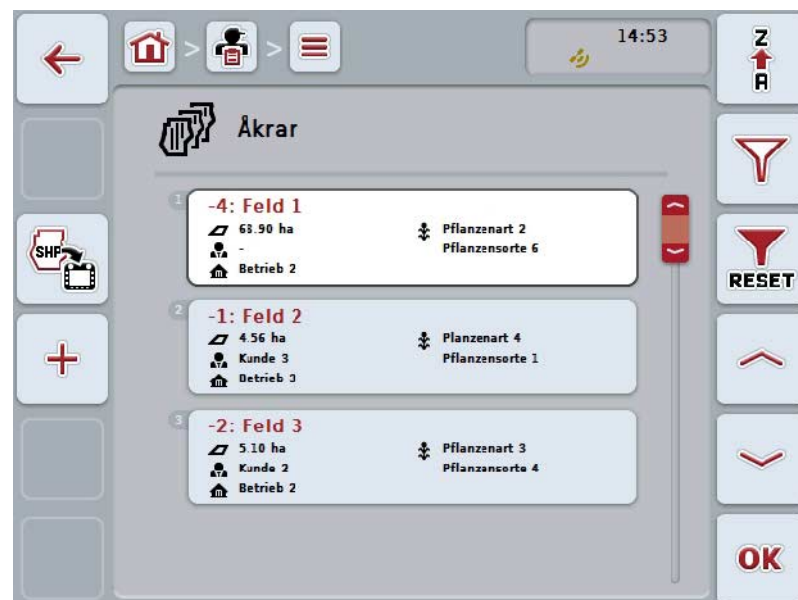 14:53
Z
A
Åkrar
1
-4: Feld 1
68.90 ha
Pflanzenart 2
-
Pflanzensorte 6
Betrieb 2
SHP
RESET
2
-1: Feld 2
4.56 ha
Planzenart 4
Kunde 3
Pflanzensorte 1
Betrieb 3
3
-2: Feld 3
5.10 ha
Pflanzenart 3
Kunde 2
Pflanzensorte 4
Betrieb 2
OK